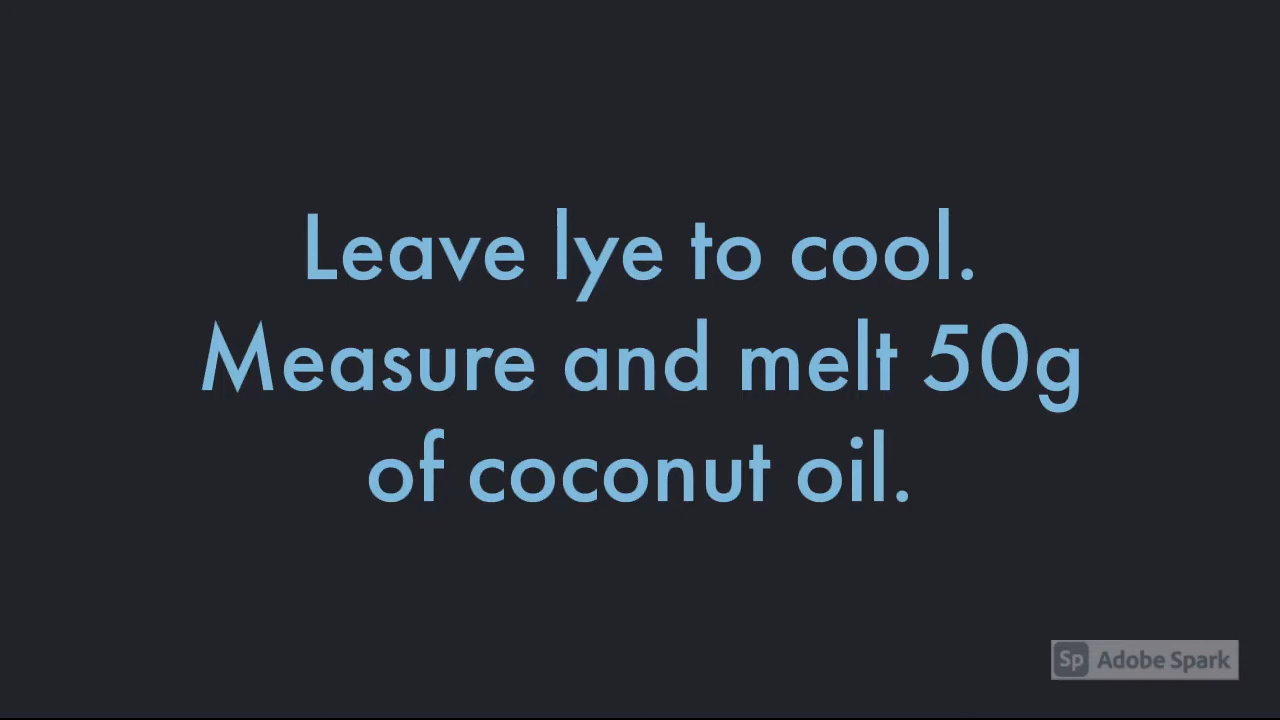 Leave lye to cool.
Measure and melt 50g
of coconut oil.
Sp Adobe Spark